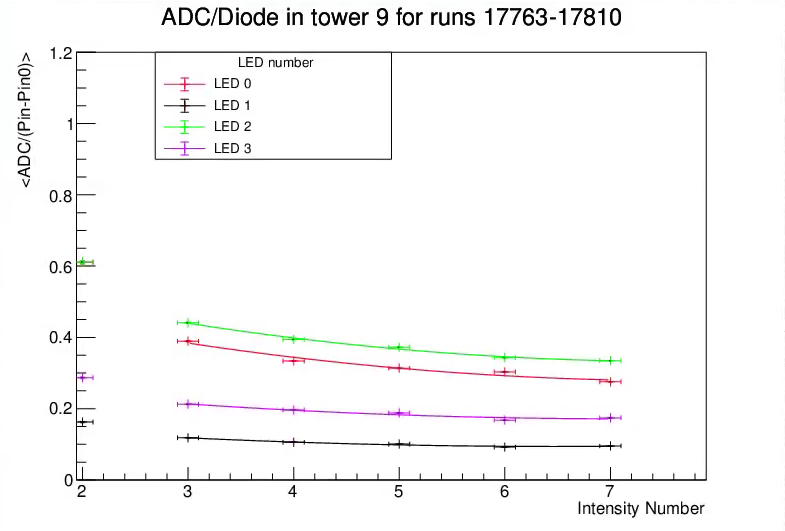 ADC/Diode in tower 9 for runs 17763-17810
<ADC/(Pin-Pin0)>
LED number
LED 0
LED 1
LED 2
LED 3
1.2
1
0.8
0.6
0.4
0.2
0
2 3 4 5 6 7
Intensity Number